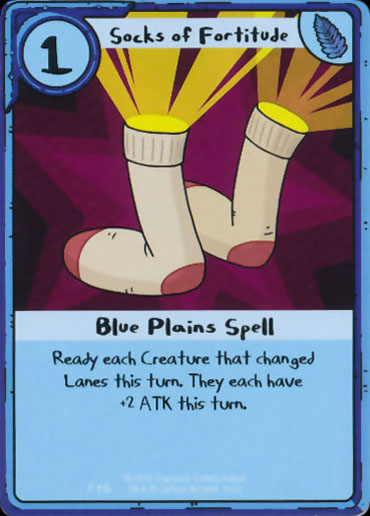 1
Socks of Fortitude
Blue Plains Spell
Ready each Creature that changed
Lanes this turn. They each have
+2 ATK this turn.